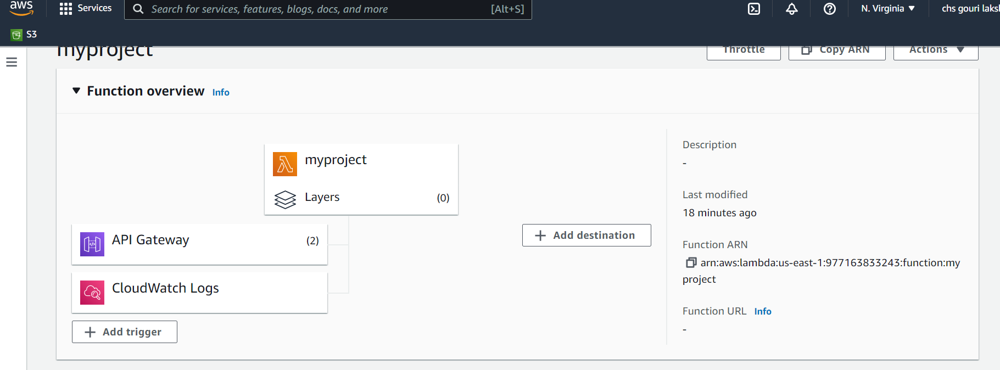 aws
Services
Search for services, features, blogs, docs, and more
[Alt+S]
N. Virginia
chs gouri laksh
S3
myproject
Throttle
Copy ARN
Actions
Function overview Info
myproject
Layers (0)
API Gateway (2)
CloudWatch Logs
+ Add trigger
+ Add destination
Description
-
Last modified
18 minutes ago
Function ARN
arn:aws:lambda:us-east-1:977163833243:function:my
project
Function URL Info
-